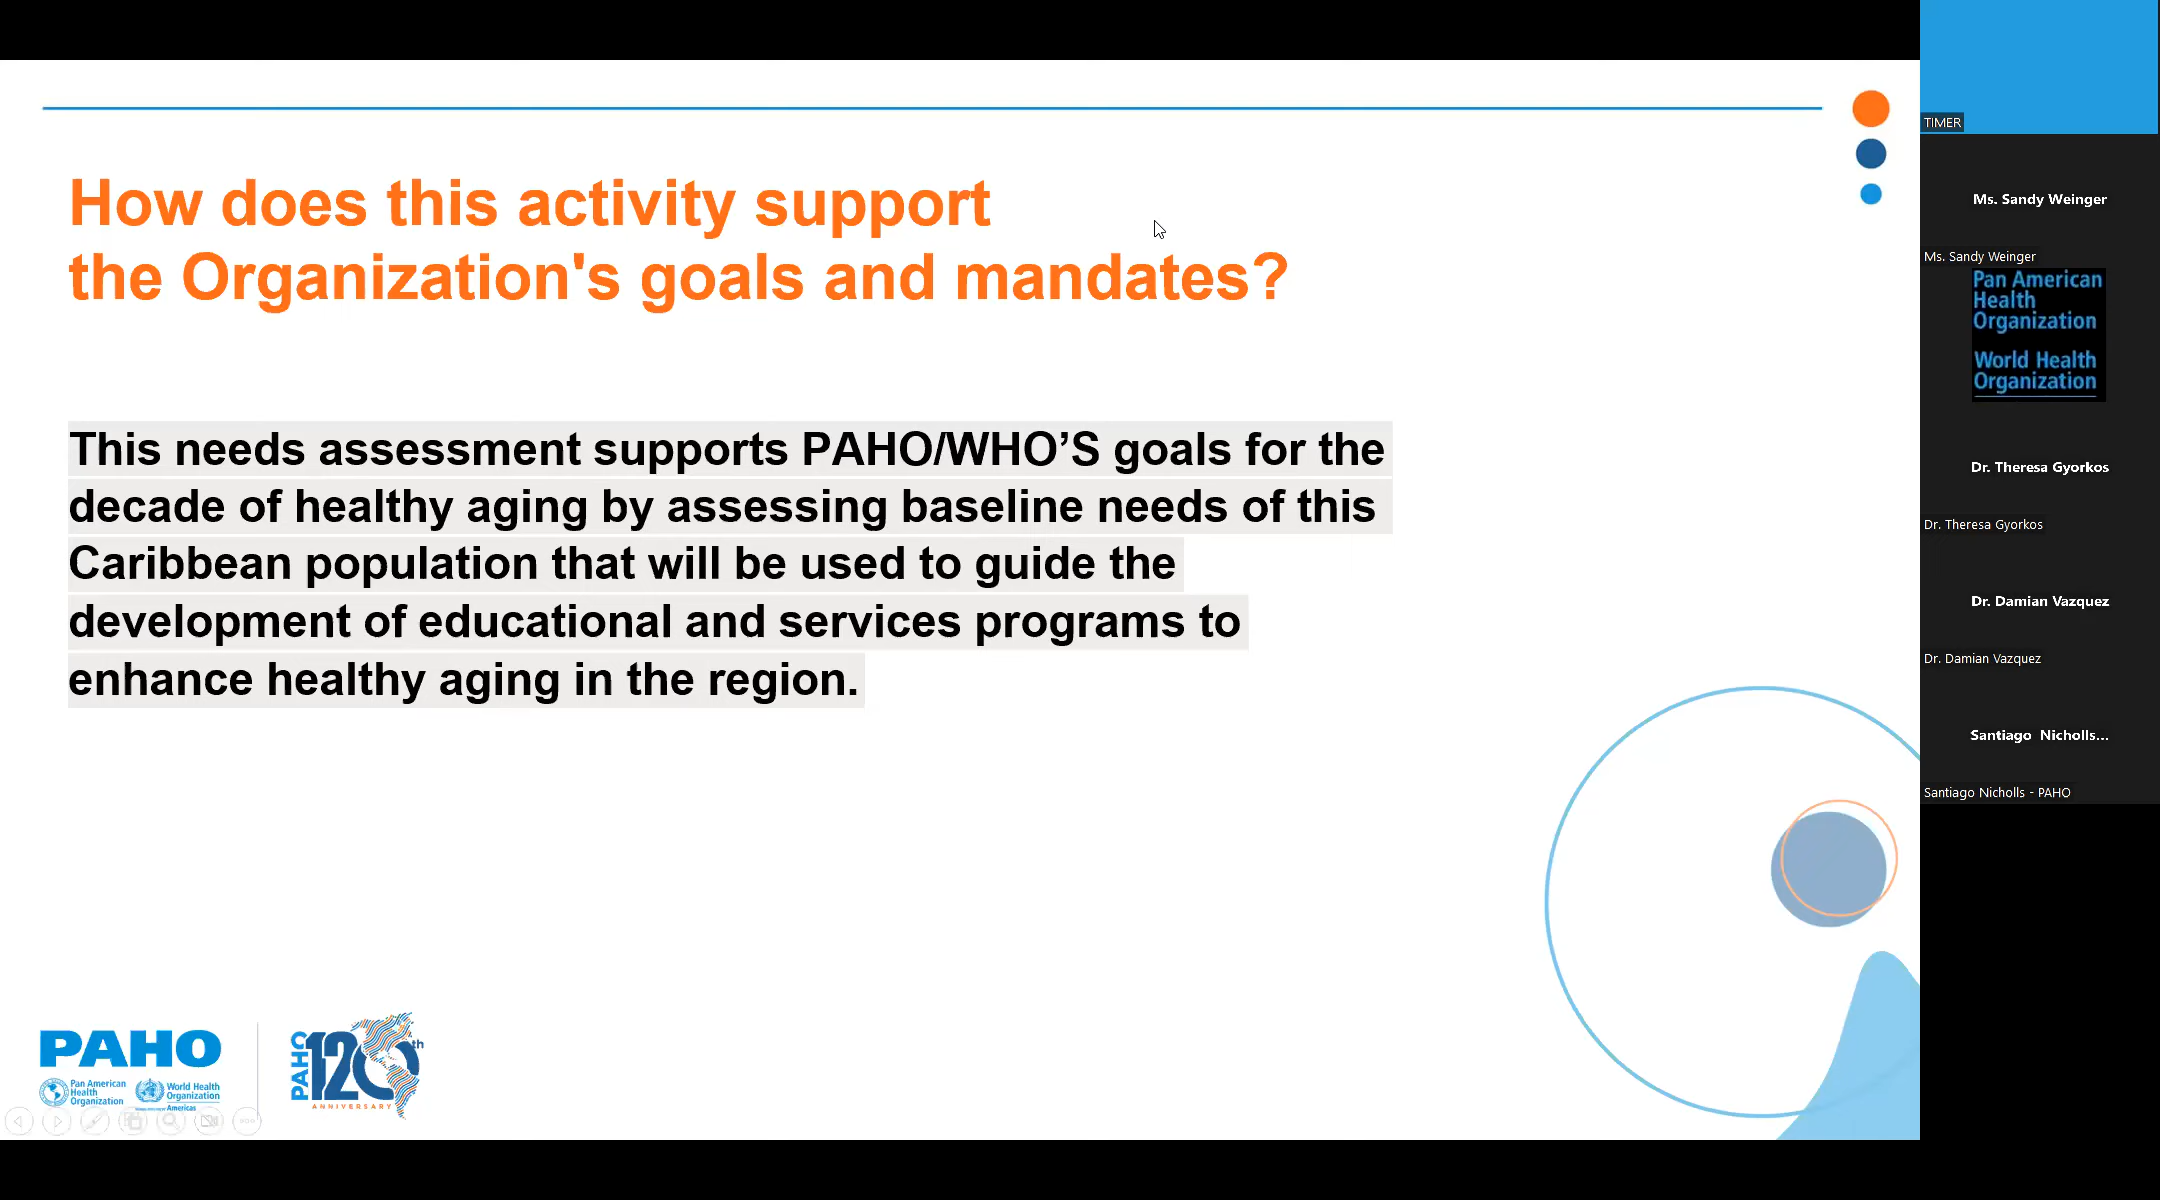 How does this activity support
the Organization's goals and mandates?
This needs assessment supports PAHO/WHO’S goals for the
decade of healthy aging by assessing baseline needs of this
Caribbean population that will be used to guide the
development of educational and services programs to
enhance healthy aging in the region.
PAHO
Pan American
Health
Organization
World Health
Organization
Americas
PAHO
120th
ANNIVERSARY
TIMER
Ms. Sandy Weinger
Ms. Sandy Weinger
Pan American
Health
Organization
World Health
Organization
Dr. Theresa Gyorkos
Dr. Theresa Gyorkos
Dr. Damian Vazquez
Dr. Damian Vazquez
Santiago Nicholls...
Santiago Nicholls - PAHO